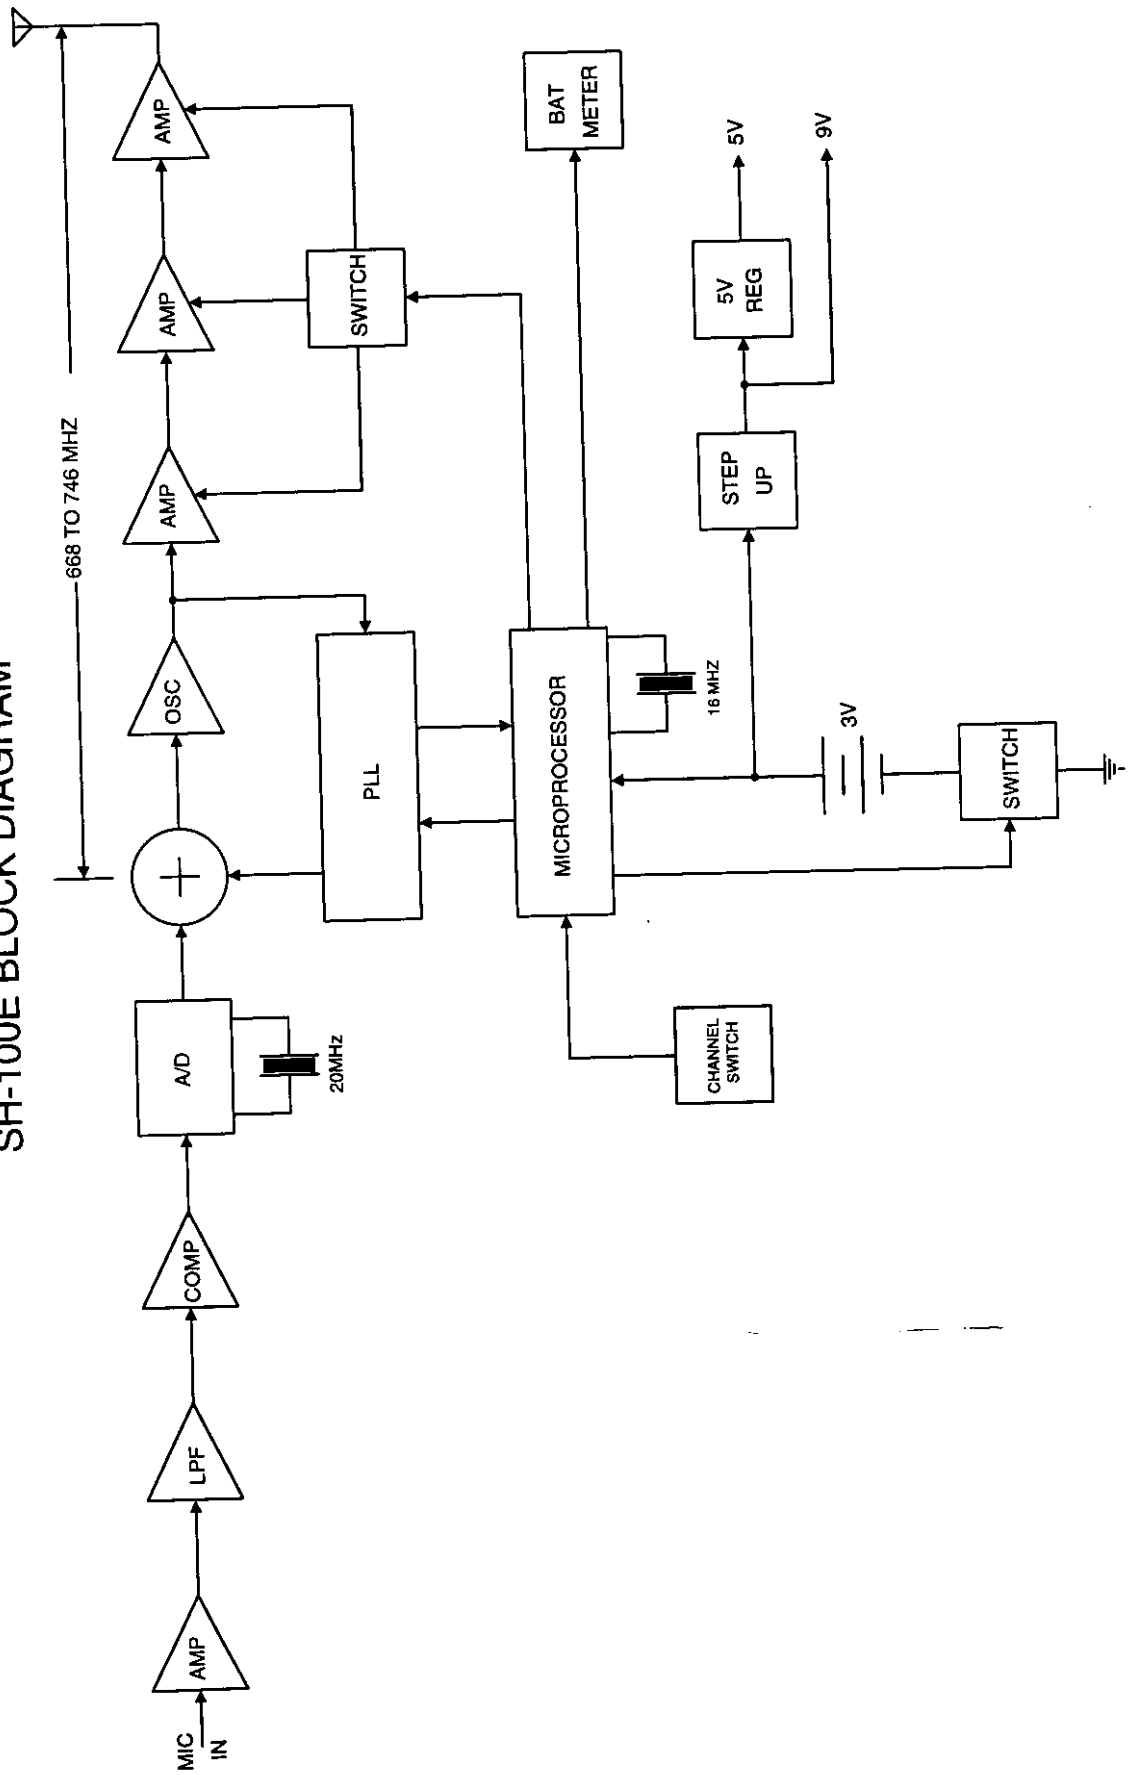 SH-100E BLOCK DIAGRAM
668 TO 746 MHZ
MIC
IN
AMP
LPF
COMP
A/D
20MHz
OSC
AMP
AMP
AMP
SWITCH
PLL
MICROPROCESSOR
16 MHZ
CHANNEL
SWITCH
BAT
METER
3V
SWITCH
STEP
UP
5V
REG
5V
9V